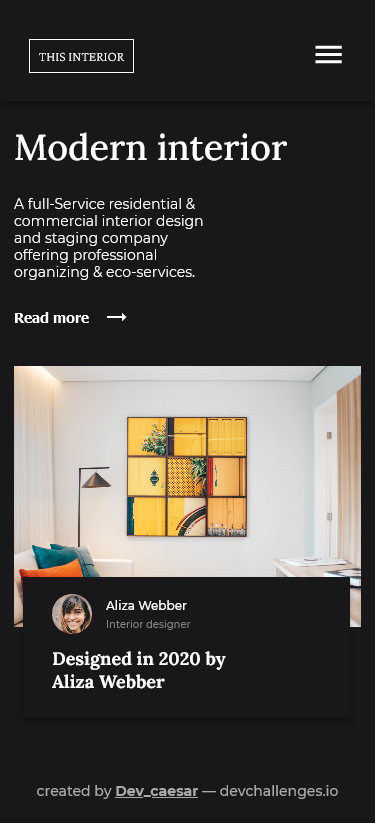 THIS INTERIOR
Modern interior
A full-Service residential &
commercial interior design
and staging company
offering professional
organizing & eco-services.
Read more
Aliza Webber
Interior designer
Designed in 2020 by
Aliza Webber
created by Dev_caesar — devchallenges.io